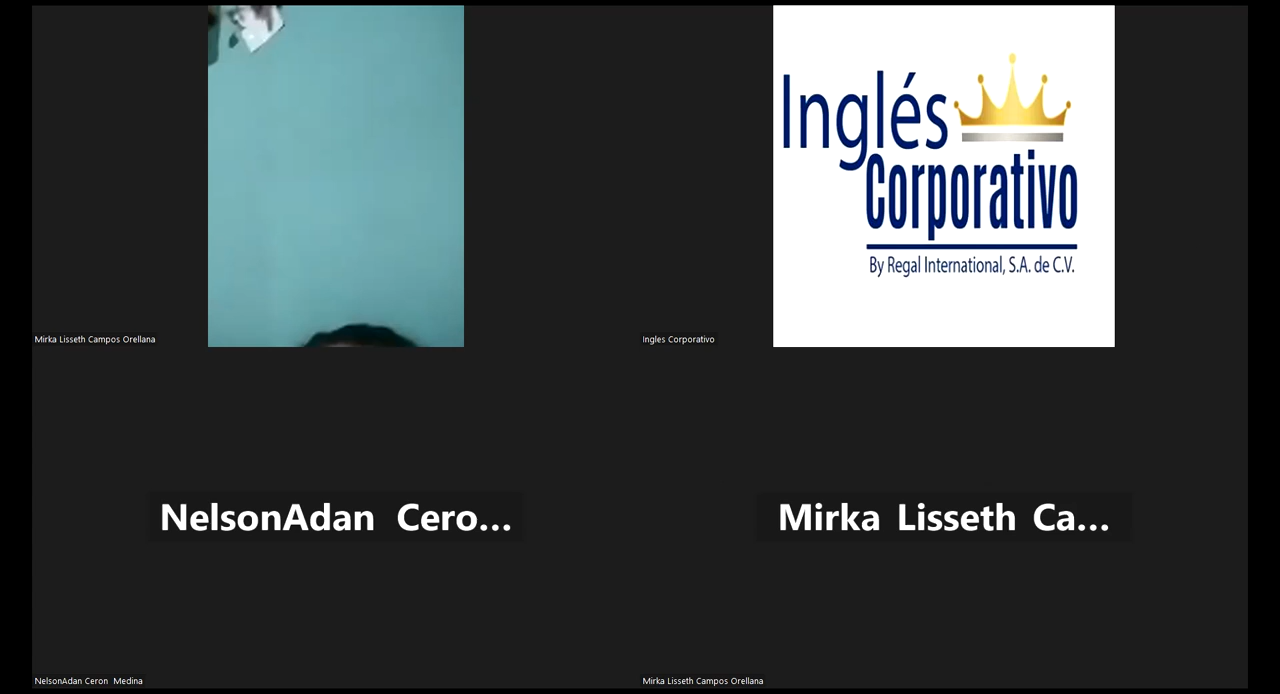 Inglés
Corporativo
By Regal International, S.A. de C.V.
Mirka Lisseth Campos Orellana
Ingles Corporativo
NelsonAdan Cero...
Mirka Lisseth Ca...
NelsonAdan Ceron Medina
Mirka Lisseth Campos Orellana